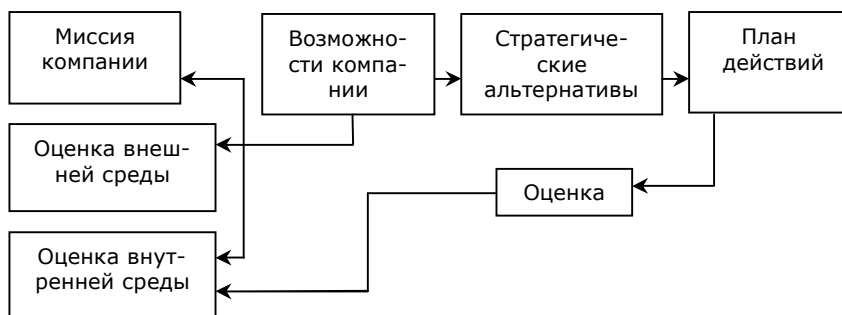 Миссия
компании
Возможно-
сти компа-
нии
Стратегиче-
ские
альтернативы
План
действий
Оценка внеш-
ней среды
Оценка
Оценка внут-
ренней среды